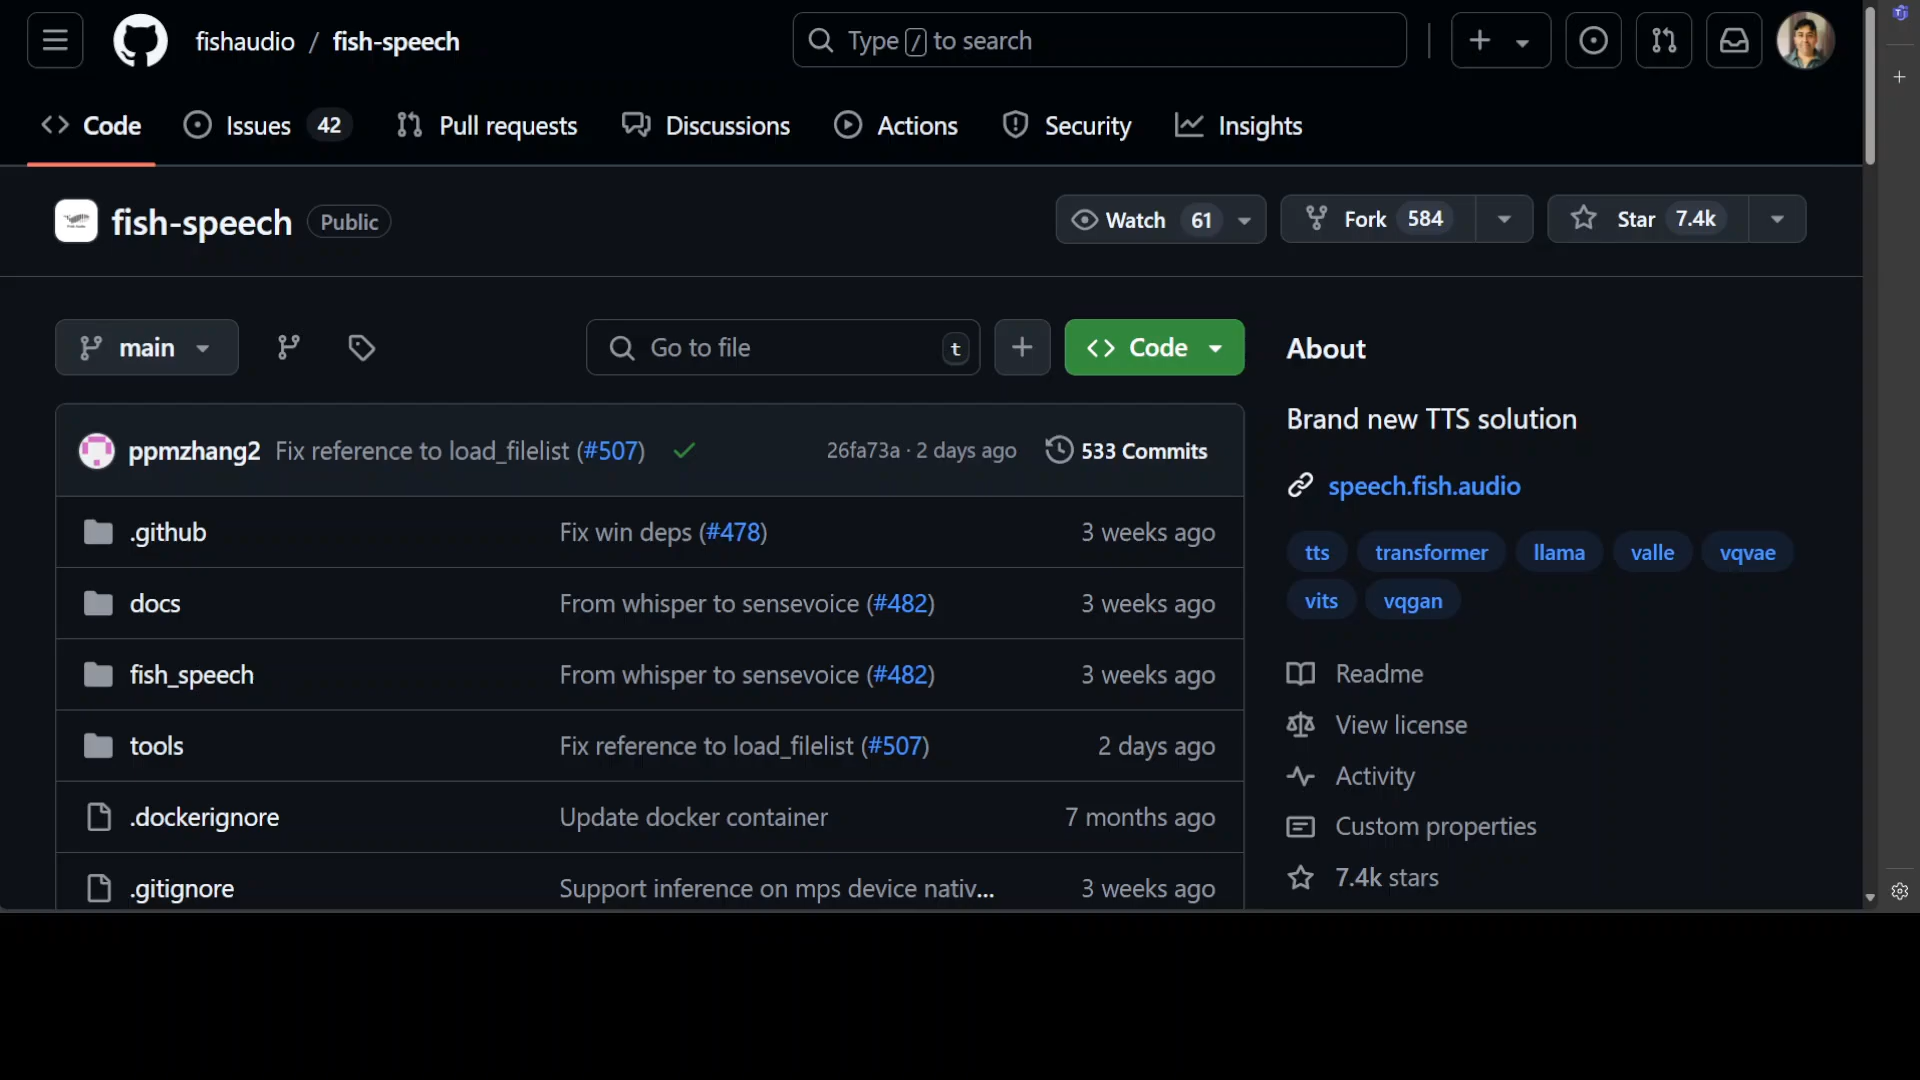 fishaudio / fish-speech
Type / to search
Code
Issues 42
Pull requests
Discussions
Actions
Security
Insights
fish-speech Public
Watch 61
Fork 584
Star 7.4k
main
Go to file t
Code
About
Brand new TTS solution
speech.fish.audio
tts transformer llama valle vqvae
vits vqgan
Readme
View license
Activity
Custom properties
7.4k stars
ppmzhang2 Fix reference to load_filelist (#507) 26fa73a · 2 days ago 533 Commits
.github Fix win deps (#478) 3 weeks ago
docs From whisper to sensevoice (#482) 3 weeks ago
fish_speech From whisper to sensevoice (#482) 3 weeks ago
tools Fix reference to load_filelist (#507) 2 days ago
.dockerignore Update docker container 7 months ago
.gitignore Support inference on mps device nativ... 3 weeks ago